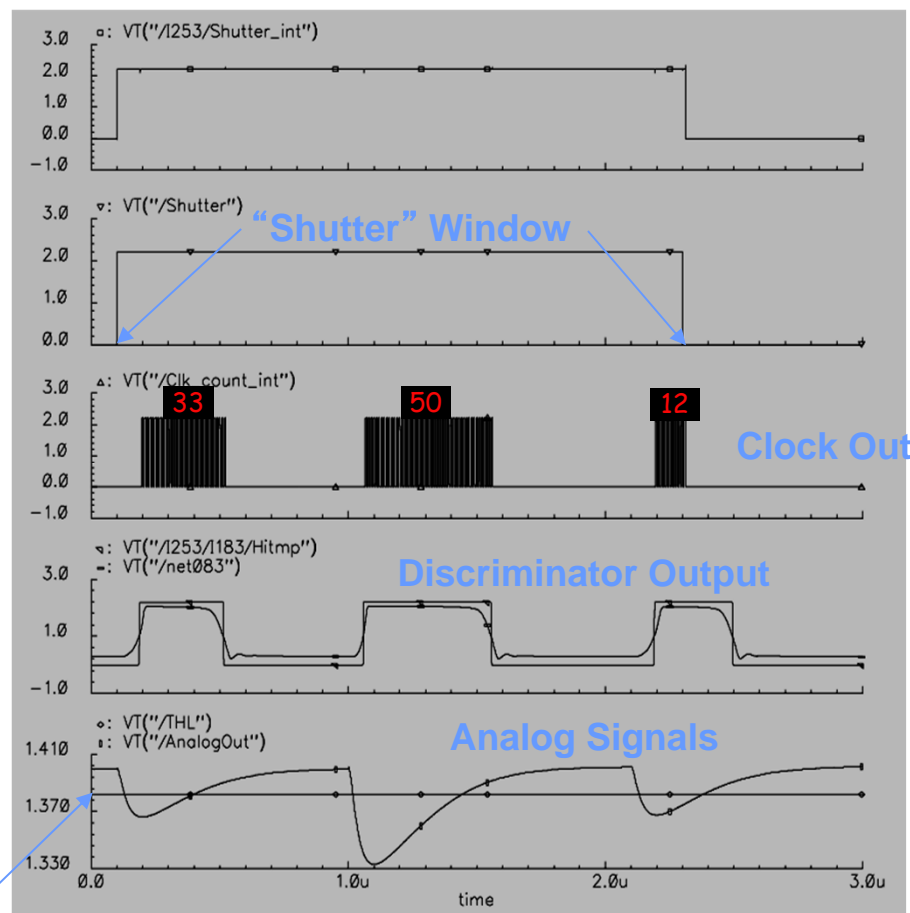 VT("/I253/Shutter_int")
3.0
2.0
1.0
0.0
-1.0
VT("/Shutter")
3.0
2.0
1.0
0.0
“Shutter” Window
VT("/Clk_count_int")
3.0
2.0
1.0
0.0
-1.0
33
50
12
Clock Out
VT("/I253/I183/Hitmp")
VT("/net083")
3.0
1.0
-1.0
Discriminator Output
VT("/THL")
VT("/AnalogOut")
1.410
1.370
1.330
Analog Signals
0.0 1.0u 2.0u 3.0u
time